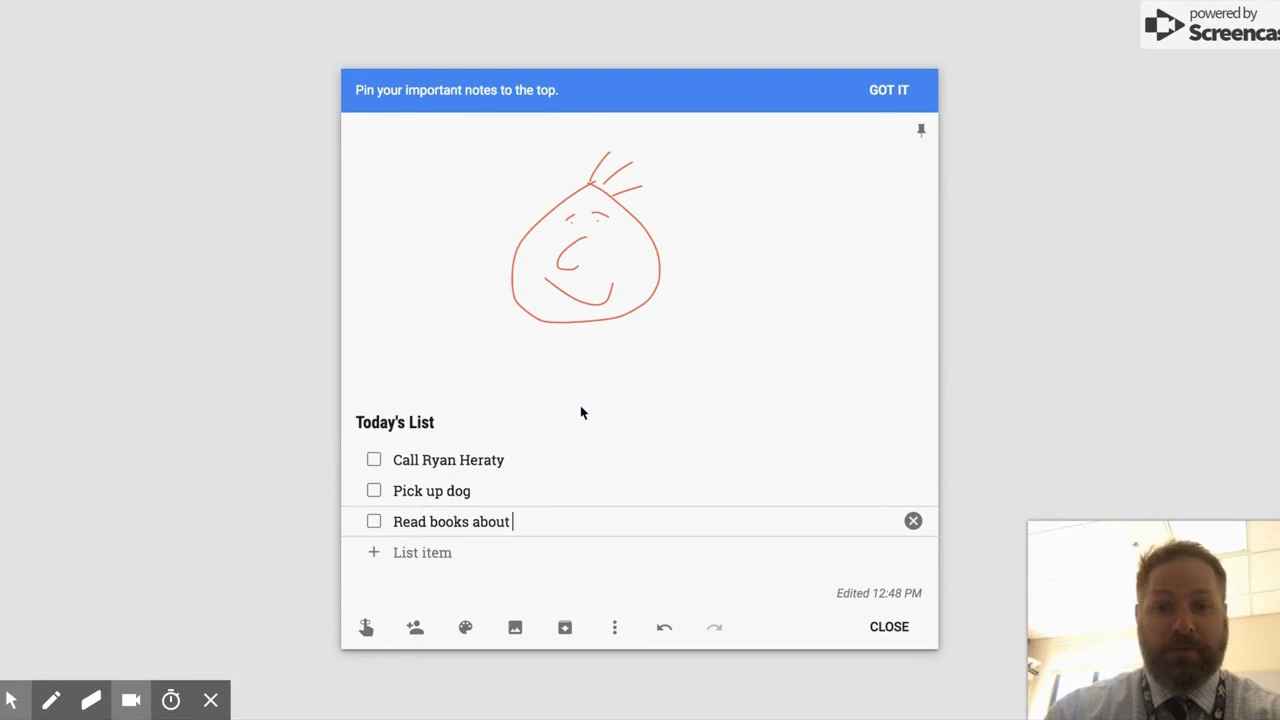 powered by
Pin your important notes to the top.
GOT IT
Today's List
Call Ryan Heraty
Pick up dog
Read books about
List item
Edited 12:48 PM
CLOSE